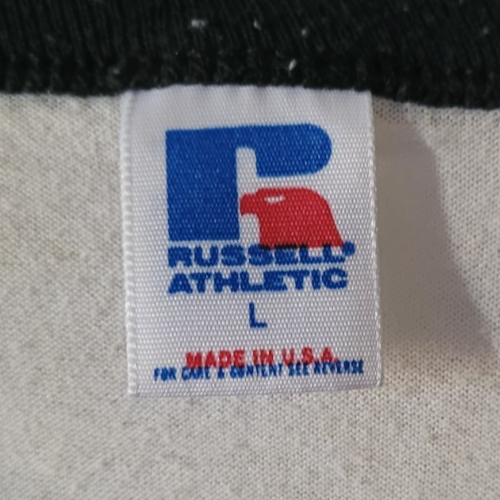 RUSSELL®
ATHLETIC
L
MADE IN U.S.A.
FOR CARE & CONTENT SEE REVERSE